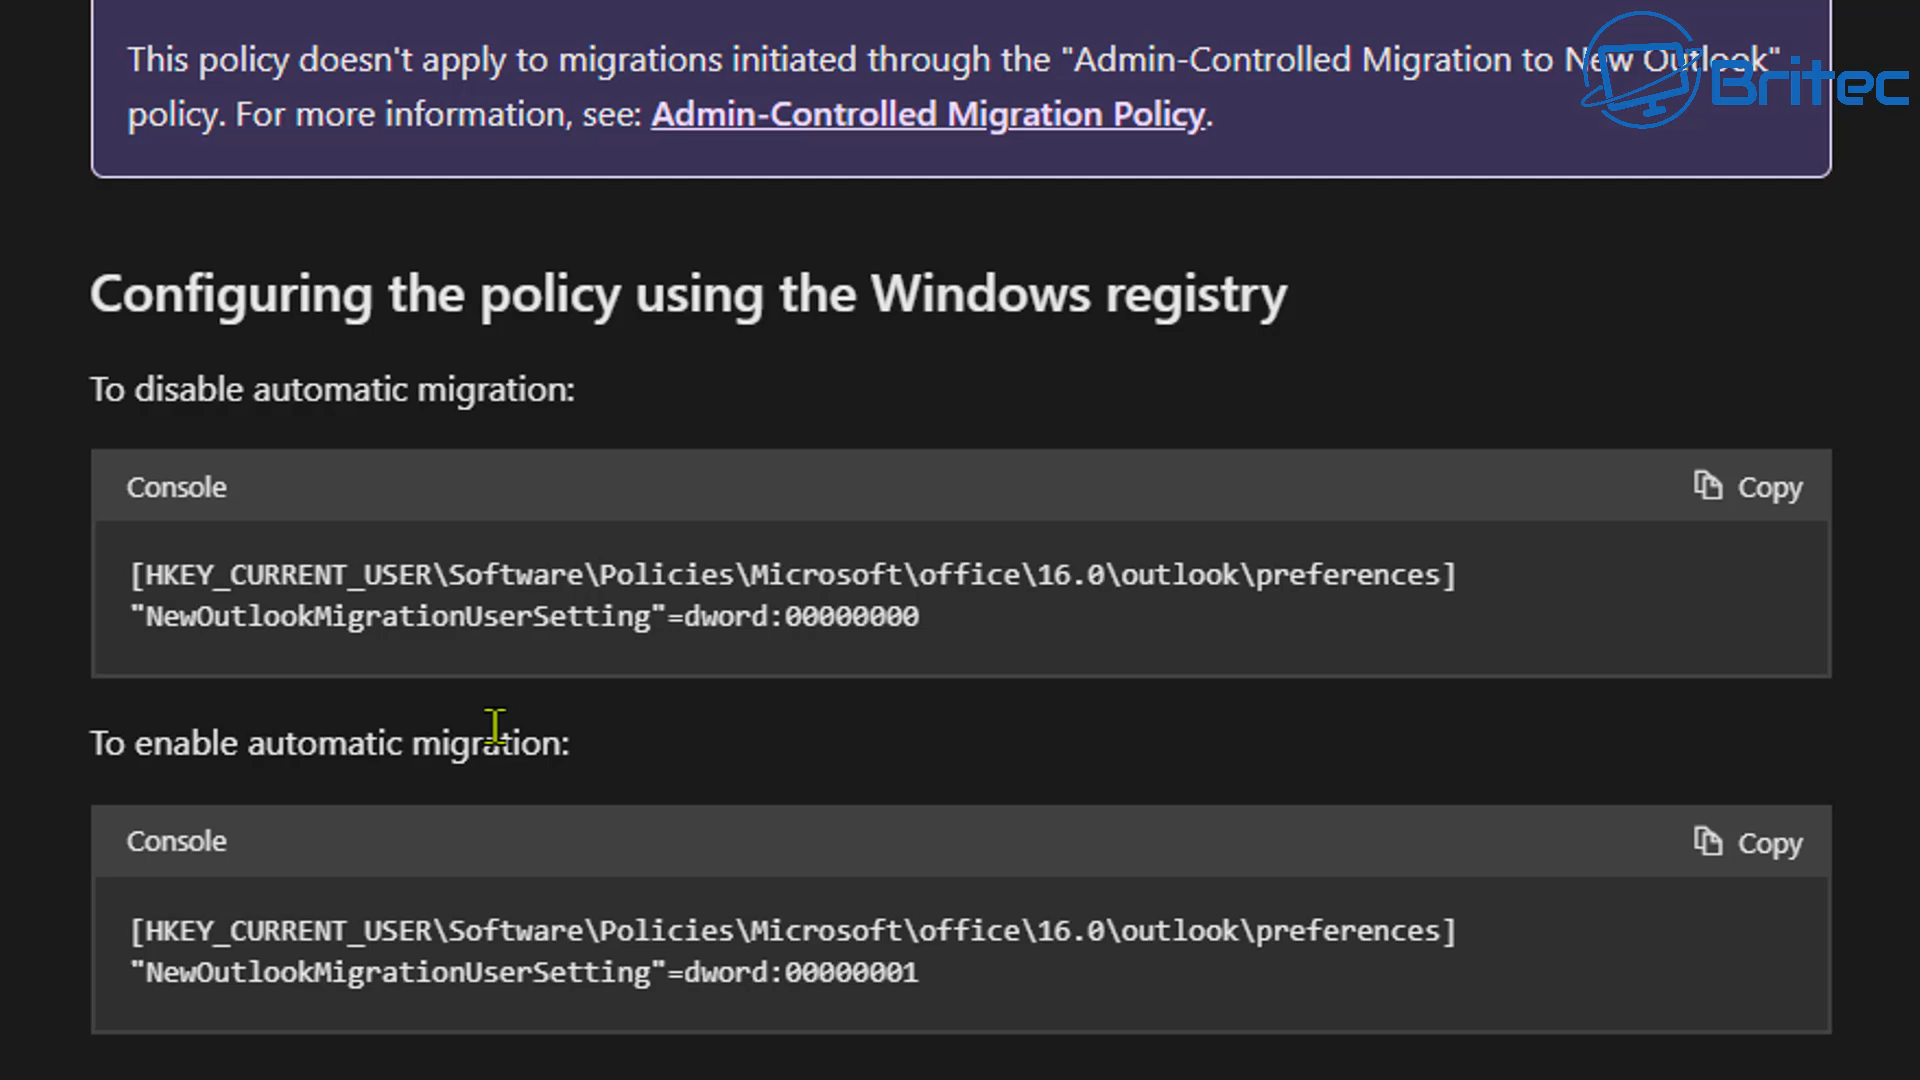 This policy doesn't apply to migrations initiated through the "Admin-Controlled Migration to New Outlook"
policy. For more information, see: Admin-Controlled Migration Policy.
Britec
Configuring the policy using the Windows registry
To disable automatic migration:
Console Copy
[HKEY_CURRENT_USER\Software\Policies\Microsoft\office\16.0\outlook\preferences]
"NewOutlookMigrationUserSetting"=dword:00000000
To enable automatic migration:
Console Copy
[HKEY_CURRENT_USER\Software\Policies\Microsoft\office\16.0\outlook\preferences]
"NewOutlookMigrationUserSetting"=dword:00000001